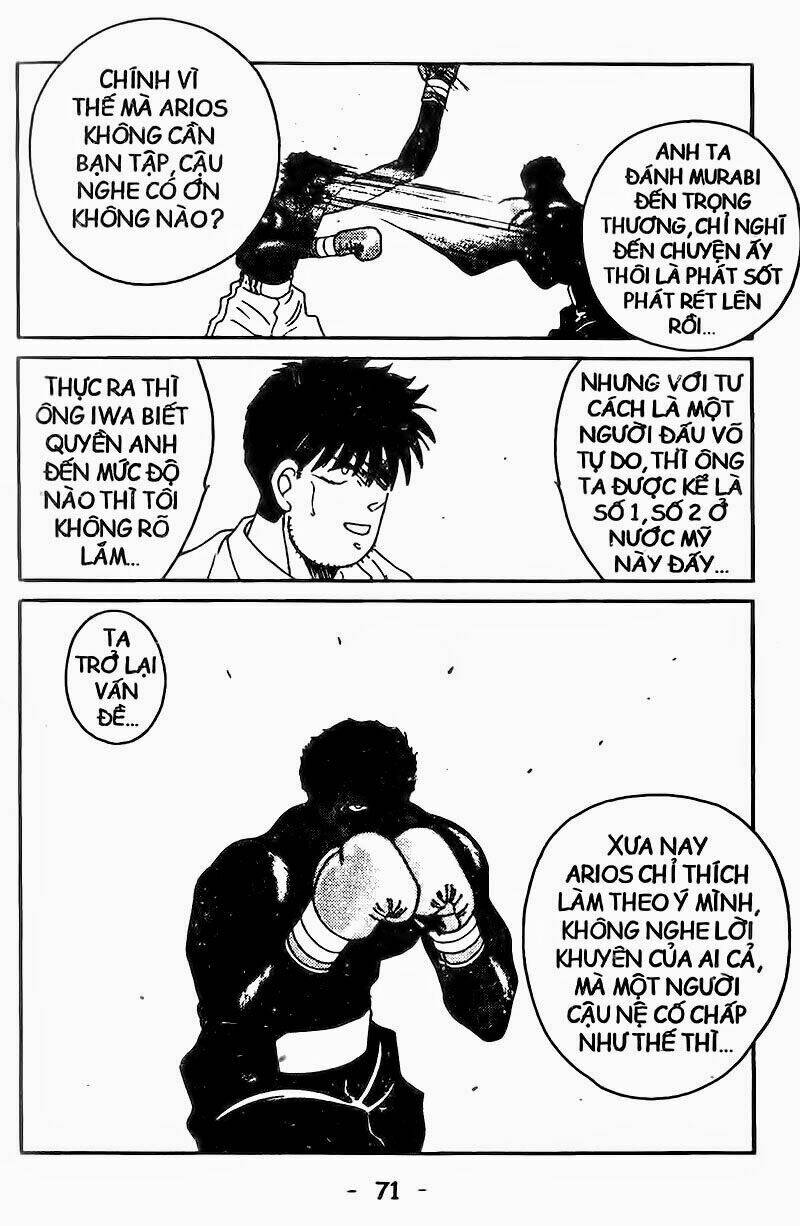 CHÍNH VÌ
THẾ MÀ ARIOS
KHÔNG CẦN
BẠN TẬP, CẬU
NGHE CÓ ỚN
KHÔNG NÀO?
ANH TA
ĐÁNH MURABI
ĐẾN TRỌNG
THƯƠNG, CHỈ NGHĨ
ĐẾN CHUYỆN ẤY
THÔI LÀ PHÁT SỐT
PHÁT RÉT LÊN
RỒI...
THỰC RA THÌ
ÔNG IWA BIẾT
QUYỀN ANH
ĐẾN MỨC ĐỘ
NÀO THÌ TÔI
KHÔNG RÕ
LẮM...
NHƯNG VỚI TƯ
CÁCH LÀ MỘT
NGƯỜI ĐẤU VÕ
TỰ DO, THÌ ÔNG
TA ĐƯỢC KỂ LÀ
SỐ 1, SỐ 2 Ở
NƯỚC MỸ
NÀY ĐẤY...
TA
TRỞ LẠI
VẤN
ĐỀ...
XƯA NAY
ARIOS CHỈ THÍCH
LÀM THEO Ý MÌNH,
KHÔNG NGHE LỜI
KHUYÊN CỦA AI CẢ,
MÀ MỘT NGƯỜI
CẬU NỆ CỐ CHẤP
NHƯ THẾ THÌ...
- 71 -